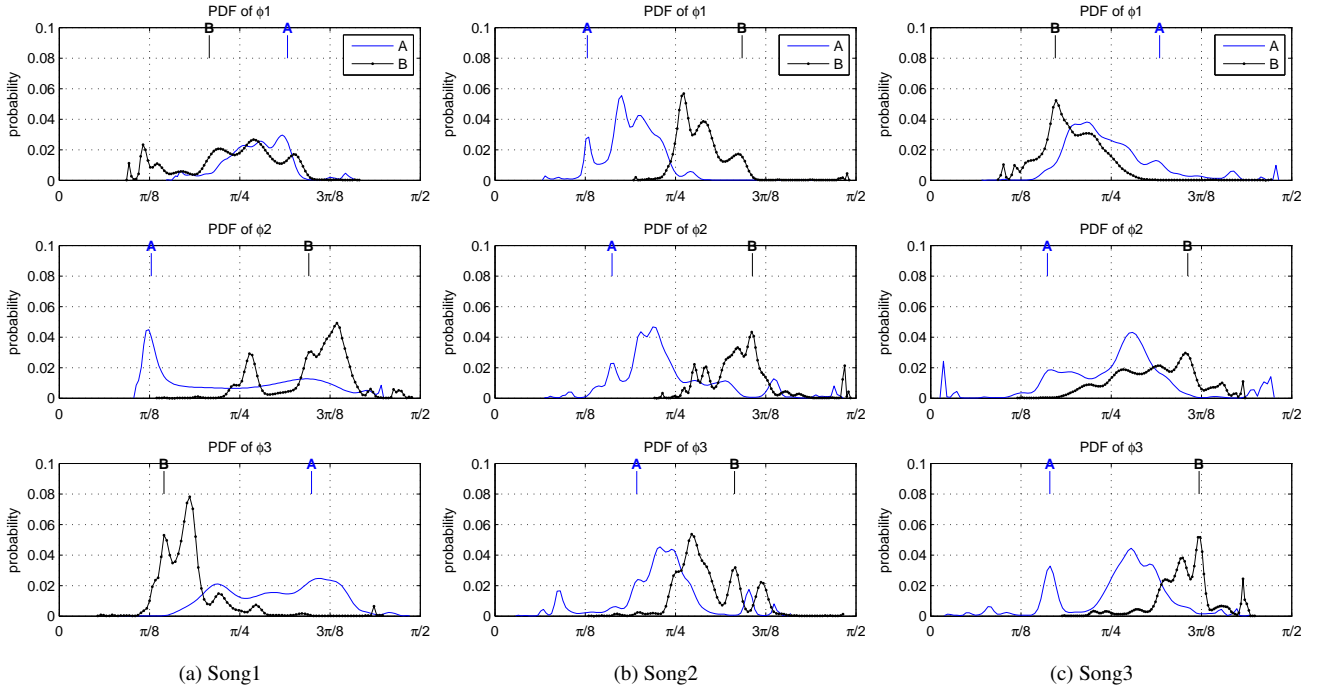 PDF of ϕ1
PDF of ϕ1
PDF of ϕ1
B A
A B
B A
0.1
0.08
0.06
0.04
0.02
0
probability
A
B
0 π/8 π/4 3π/8 π/2
0.1
0.08
0.06
0.04
0.02
0
probability
A
B
0 π/8 π/4 3π/8 π/2
0.1
0.08
0.06
0.04
0.02
0
probability
A
B
0 π/8 π/4 3π/8 π/2
PDF of ϕ2
PDF of ϕ2
PDF of ϕ2
A B
A B
A B
0.1
0.08
0.06
0.04
0.02
0
probability
0 π/8 π/4 3π/8 π/2
0.1
0.08
0.06
0.04
0.02
0
probability
0 π/8 π/4 3π/8 π/2
0.1
0.08
0.06
0.04
0.02
0
probability
0 π/8 π/4 3π/8 π/2
PDF of ϕ3
PDF of ϕ3
PDF of ϕ3
B A
A B
A B
0.1
0.08
0.06
0.04
0.02
0
probability
0 π/8 π/4 3π/8 π/2
0.1
0.08
0.06
0.04
0.02
0
probability
0 π/8 π/4 3π/8 π/2
0.1
0.08
0.06
0.04
0.02
0
probability
0 π/8 π/4 3π/8 π/2
(a) Song1
(b) Song2
(c) Song3